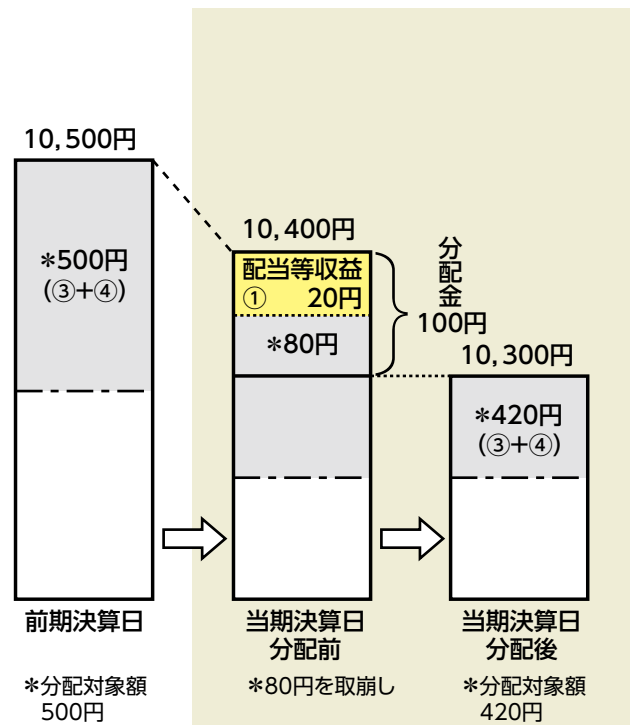 10,500円
*500円
(③+④)
前期決算日
*分配対象額
500円
10,400円
配当等収益
① 20円
*80円
分配金
100円
当期決算日
分配前
*80円を取崩し
10,300円
*420円
(③+④)
当期決算日
分配後
*分配対象額
420円